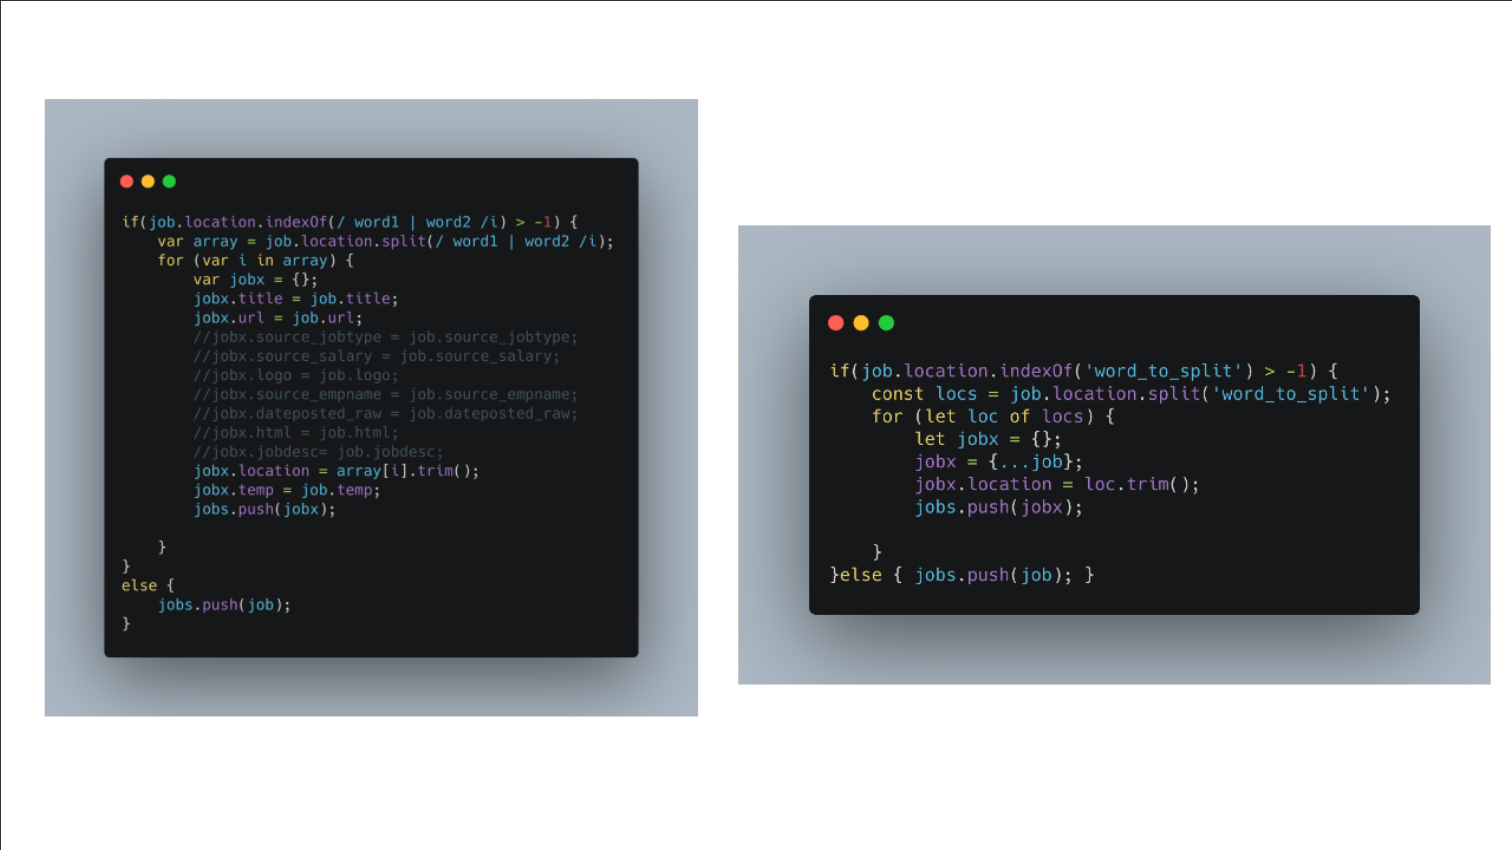 if(job.location.indexOf(/ word1 | word2 /i) > -1) {
    var array = job.location.split(/ word1 | word2 /i);
    for (var i in array) {
        var jobx = {};
        jobx.title = job.title;
        jobx.url = job.url;
        //jobx.source_jobtype = job.source_jobtype;
        //jobx.source_salary = job.source_salary;
        //jobx.logo = job.logo;
        //jobx.source_empname = job.source_empname;
        //jobx.dateposted_raw = job.dateposted_raw;
        //jobx.html = job.html;
        //jobx.jobdesc= job.jobdesc;
        jobx.location = array[i].trim();
        jobx.temp = job.temp;
        jobs.push(jobx);
    }
}
else {
    jobs.push(job);
}
if(job.location.indexOf('word_to_split') > -1) {
    const locs = job.location.split('word_to_split');
    for (let loc of locs) {
        let jobx = {};
        jobx = {...job};
        jobx.location = loc.trim();
        jobs.push(jobx);
    }
}else { jobs.push(job); }